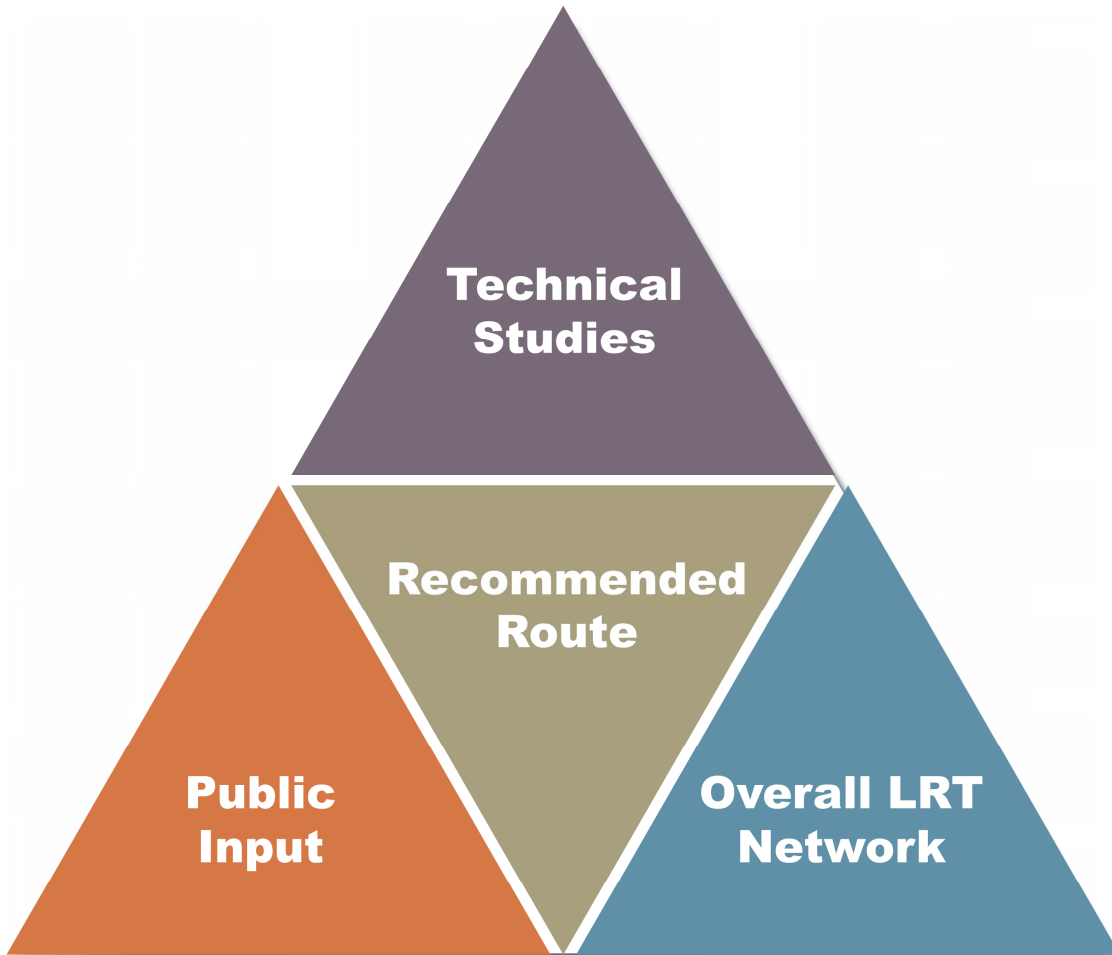 Technical
Studies
Recommended
Route
Public
Input
Overall LRT
Network